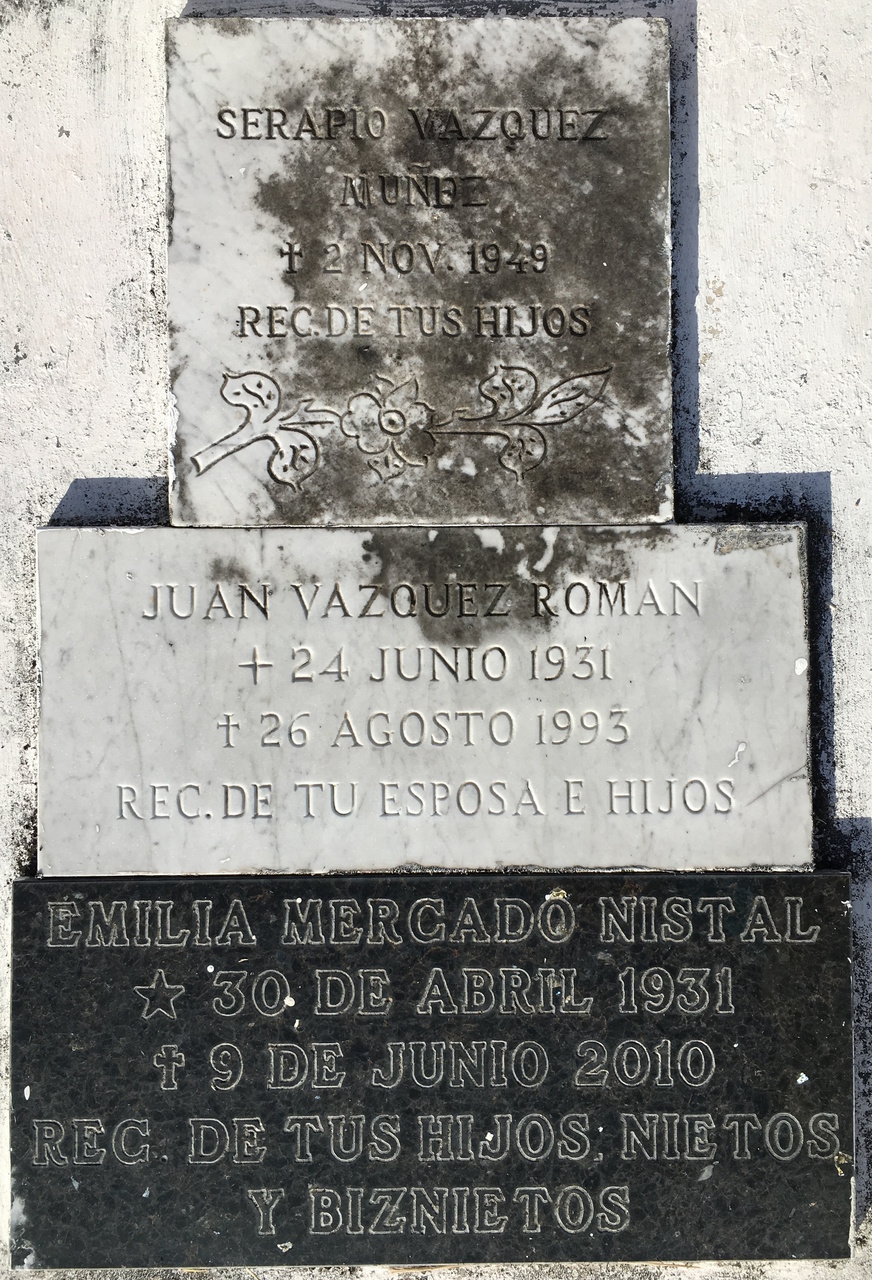 SERAPIO VAZQUEZ
MUÑEZ
† 2 NOV. 1949
REC. DE TUS HIJOS
JUAN VAZQUEZ ROMAN
+ 24 JUNIO 1931
† 26 AGOSTO 1993
REC. DE TU ESPOSA E HIJOS
EMILIA MERCADO NISTAL
☆ 30 DE ABRIL 1931
✝ 9 DE JUNIO 2010
REC. DE TUS HIJOS, NIETOS
Y BIZNIETOS